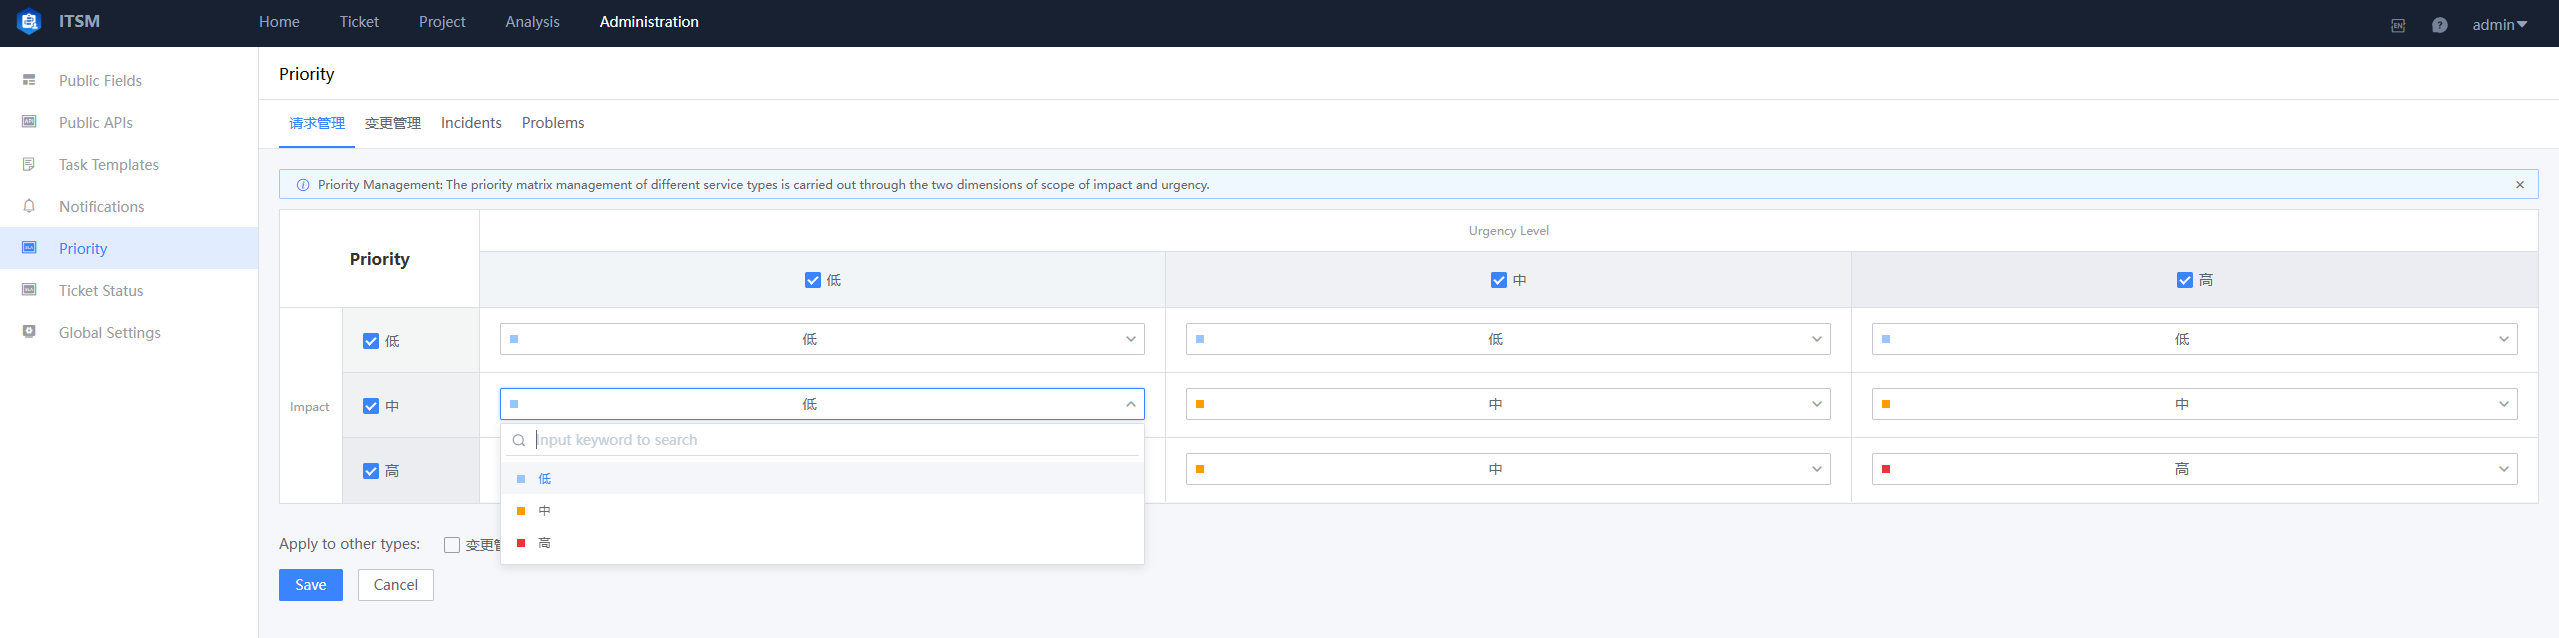 ITSM
Home Ticket Project Analysis Administration
EN ? admin
Public Fields
Public APIs
Task Templates
Notifications
Priority
Ticket Status
Global Settings
Priority
请求管理 变更管理 Incidents Problems
Priority Management: The priority matrix management of different service types is carried out through the two dimensions of scope of impact and urgency.
Priority
Urgency Level
低 中 高
Impact
低 低 低 低
中 低 中 中
高 中 高
Input keyword to search
低
中
高
Apply to other types: 变更
Save Cancel